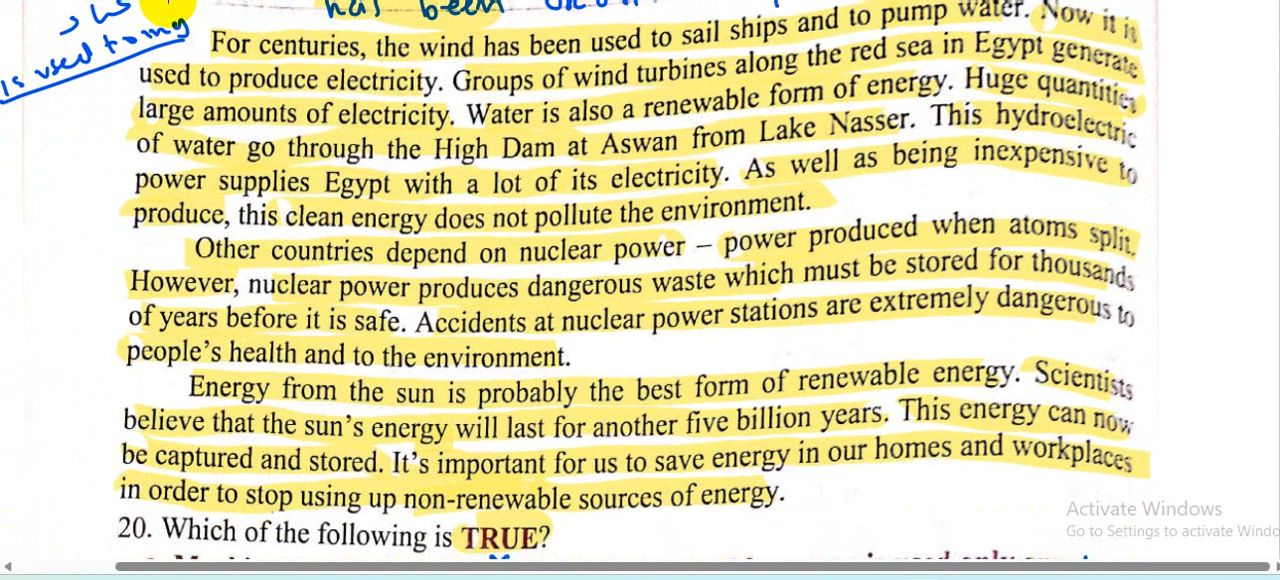 has been
is used to my
For centuries, the wind has been used to sail ships and to pump water. Now it is
used to produce electricity. Groups of wind turbines along the red sea in Egypt generate
large amounts of electricity. Water is also a renewable form of energy. Huge quantities
of water go through the High Dam at Aswan from Lake Nasser. This hydroelectric
power supplies Egypt with a lot of its electricity. As well as being inexpensive to
produce, this clean energy does not pollute the environment.
Other countries depend on nuclear power – power produced when atoms split.
However, nuclear power produces dangerous waste which must be stored for thousands
of years before it is safe. Accidents at nuclear power stations are extremely dangerous to
people's health and to the environment.
Energy from the sun is probably the best form of renewable energy. Scientists
believe that the sun's energy will last for another five billion years. This energy can now
be captured and stored. It's important for us to save energy in our homes and workplaces
in order to stop using up non-renewable sources of energy.
20. Which of the following is TRUE?
Activate Windows
Go to Settings to activate Windo